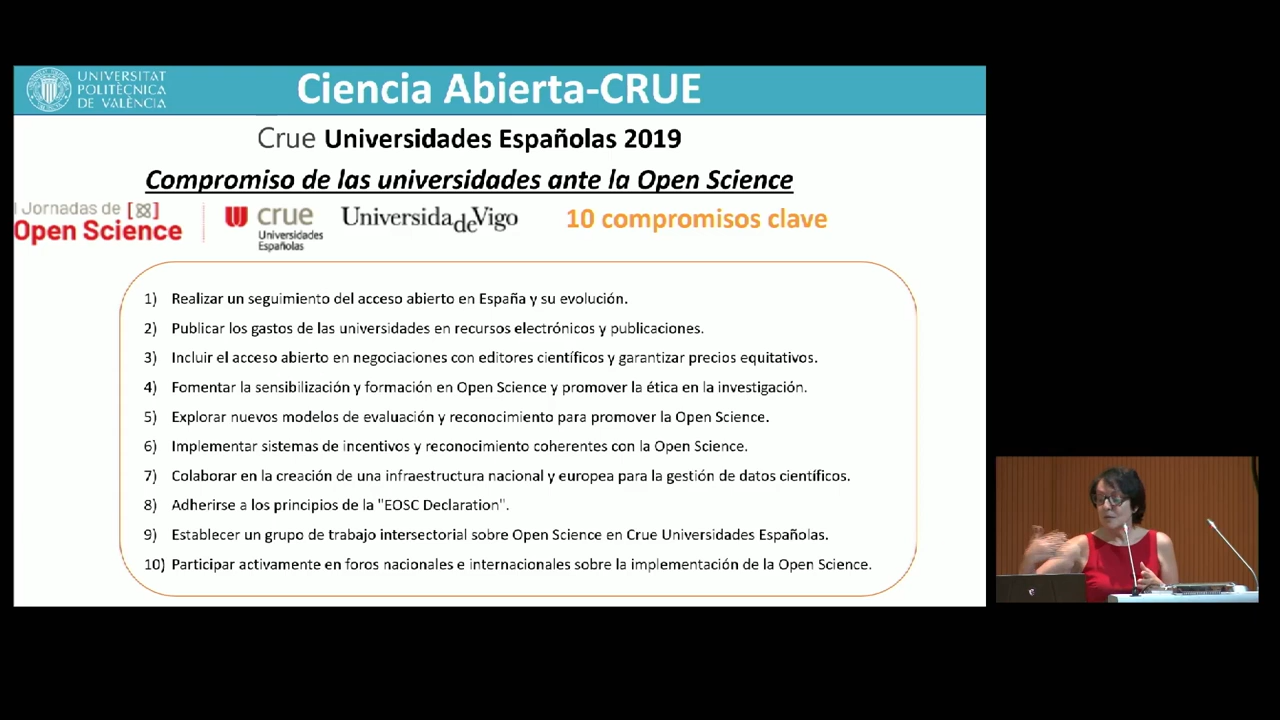 UNIVERSITAT
POLITÈCNICA
DE VALÈNCIA
Ciencia Abierta-CRUE
Crue Universidades Españolas 2019
Compromiso de las universidades ante la Open Science
I Jornadas de
Open Science
crue
Universidades
Españolas
UniversidadeVigo
10 compromisos clave
1) Realizar un seguimiento del acceso abierto en España y su evolución.
2) Publicar los gastos de las universidades en recursos electrónicos y publicaciones.
3) Incluir el acceso abierto en negociaciones con editores científicos y garantizar precios equitativos.
4) Fomentar la sensibilización y formación en Open Science y promover la ética en la investigación.
5) Explorar nuevos modelos de evaluación y reconocimiento para promover la Open Science.
6) Implementar sistemas de incentivos y reconocimiento coherentes con la Open Science.
7) Colaborar en la creación de una infraestructura nacional y europea para la gestión de datos científicos.
8) Adherirse a los principios de la "EOSC Declaration".
9) Establecer un grupo de trabajo intersectorial sobre Open Science en Crue Universidades Españolas.
10) Participar activamente en foros nacionales e internacionales sobre la implementación de la Open Science.